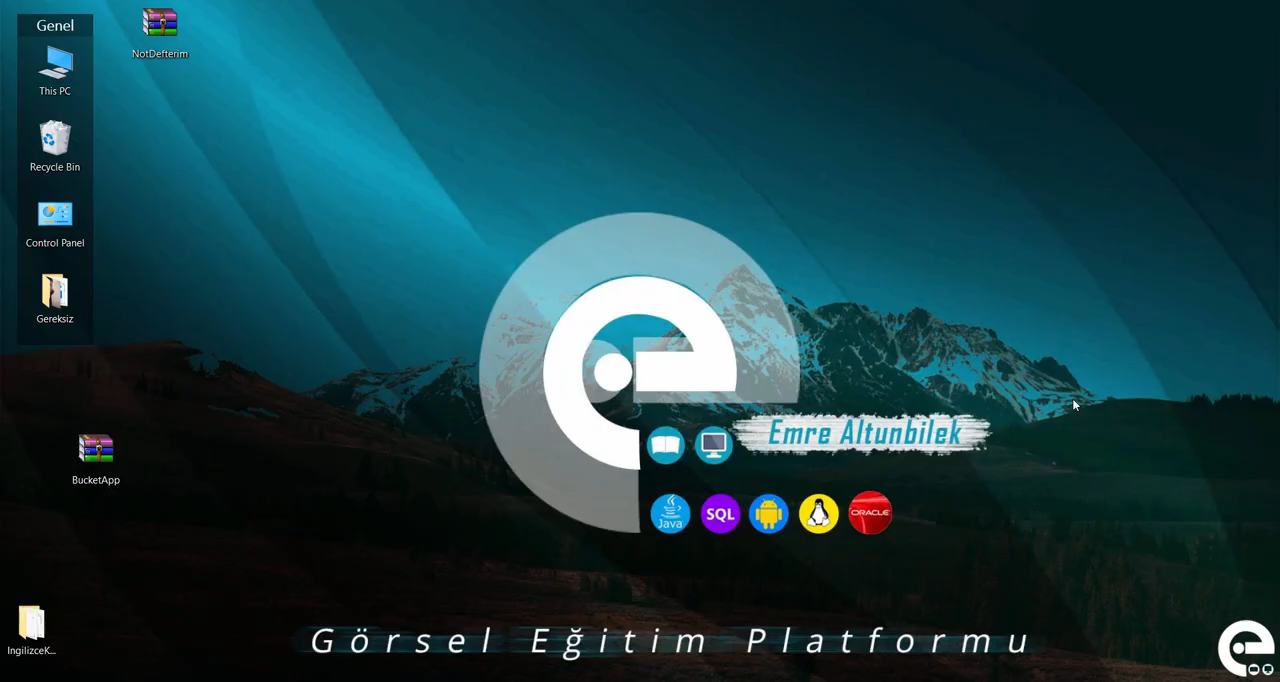 Genel
This PC
Recycle Bin
Control Panel
Gereksiz
NotDefterim
BucketApp
IngilizceK...
Emre Altunbilek
Java
SQL
ORACLE
Görsel Eğitim Platformu